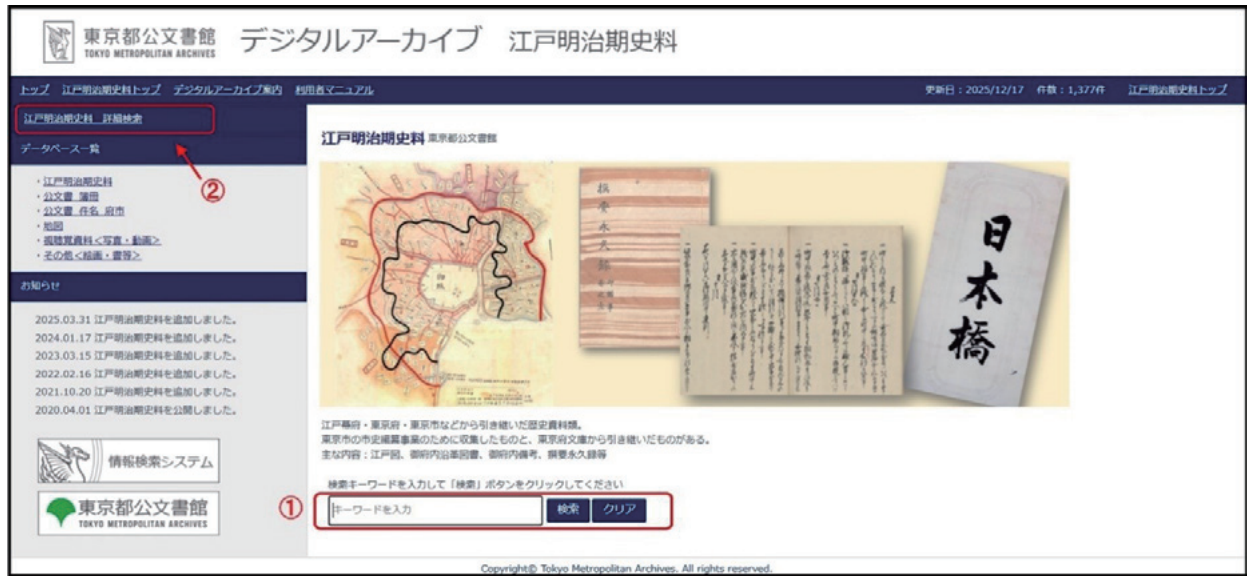 東京都公文書館
TOKYO METROPOLITAN ARCHIVES
デジタルアーカイブ 江戸明治期史料
トップ 江戸明治期史料トップ デジタルアーカイブ案内 利用者マニュアル 更新日：2025/12/17 件数：1,377件 江戸明治期史料トップ
江戸明治期史料 詳細検索
データベース一覧
②
・江戸明治期史料
・公文書 簿冊
・公文書 件名 府市
・地図
・視聴覚資料<写真・動画>
・その他<絵画・書等>
お知らせ
2025.03.31 江戸明治期史料を追加しました。
2024.01.17 江戸明治期史料を追加しました。
2023.03.15 江戸明治期史料を追加しました。
2022.02.16 江戸明治期史料を追加しました。
2021.10.20 江戸明治期史料を追加しました。
2020.04.01 江戸明治期史料を公開しました。
情報検索システム
東京都公文書館
TOKYO METROPOLITAN ARCHIVES
江戸明治期史料 東京都公文書館
撰要永久録
日本橋
江戸幕府・東京府・東京市などから引き継いだ歴史資料類。
東京市の市史編纂事業のために収集したものと、東京府文庫から引き継いだものがある。
主な内容：江戸図、御府内沿革図書、御府内備考、撰要永久録等
検索キーワードを入力して「検索」ボタンをクリックしてください
①
キーワードを入力 検索 クリア
Copyright© Tokyo Metropolitan Archives. All rights reserved.